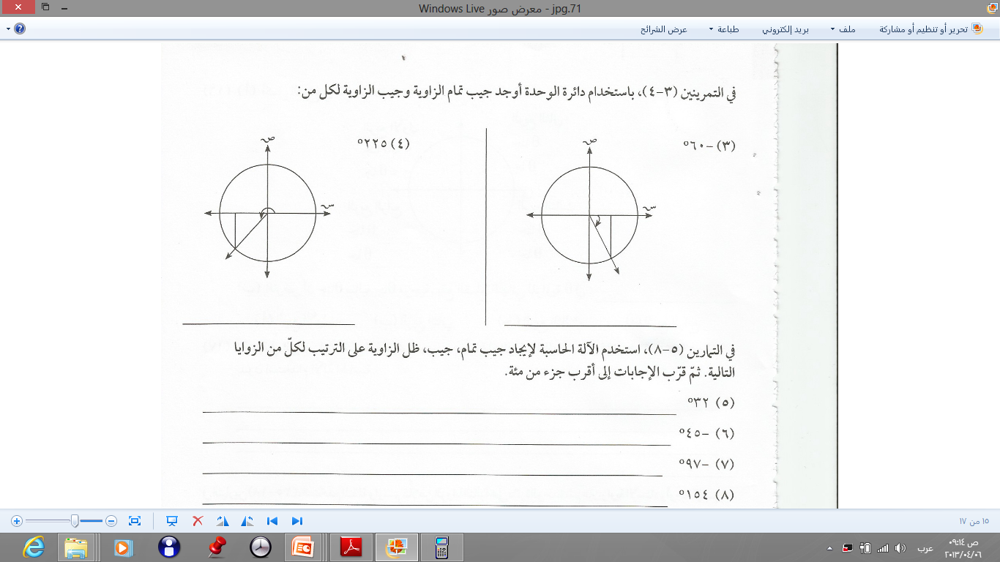 jpg.71 - معرض صور Windows Live
تحرير أو تنظيم أو مشاركة ملف بريد إلكتروني طباعة عرض الشرائح
في التمرينين (٣-٤)، باستخدام دائرة الوحدة أوجد جيب تمام الزاوية وجيب الزاوية لكل من:
(٣) -٦٠°
ص
س
(٤) ٢٢٥°
ص
س
في التمارين (٥-٨)، استخدم الآلة الحاسبة لإيجاد جيب تمام، جيب، ظل الزاوية على الترتيب لكلّ من الزوايا
التالية. ثمّ قرّب الإجابات إلى أقرب جزء من مئة.
(٥) ٣٢°
(٦) -٤٥°
(٧) -٩٧°
(٨) ١٥٤°
١٥ من ١٧
عرب
ص ٠٩:١٤
٢٠١٣/٠٤/٠٦